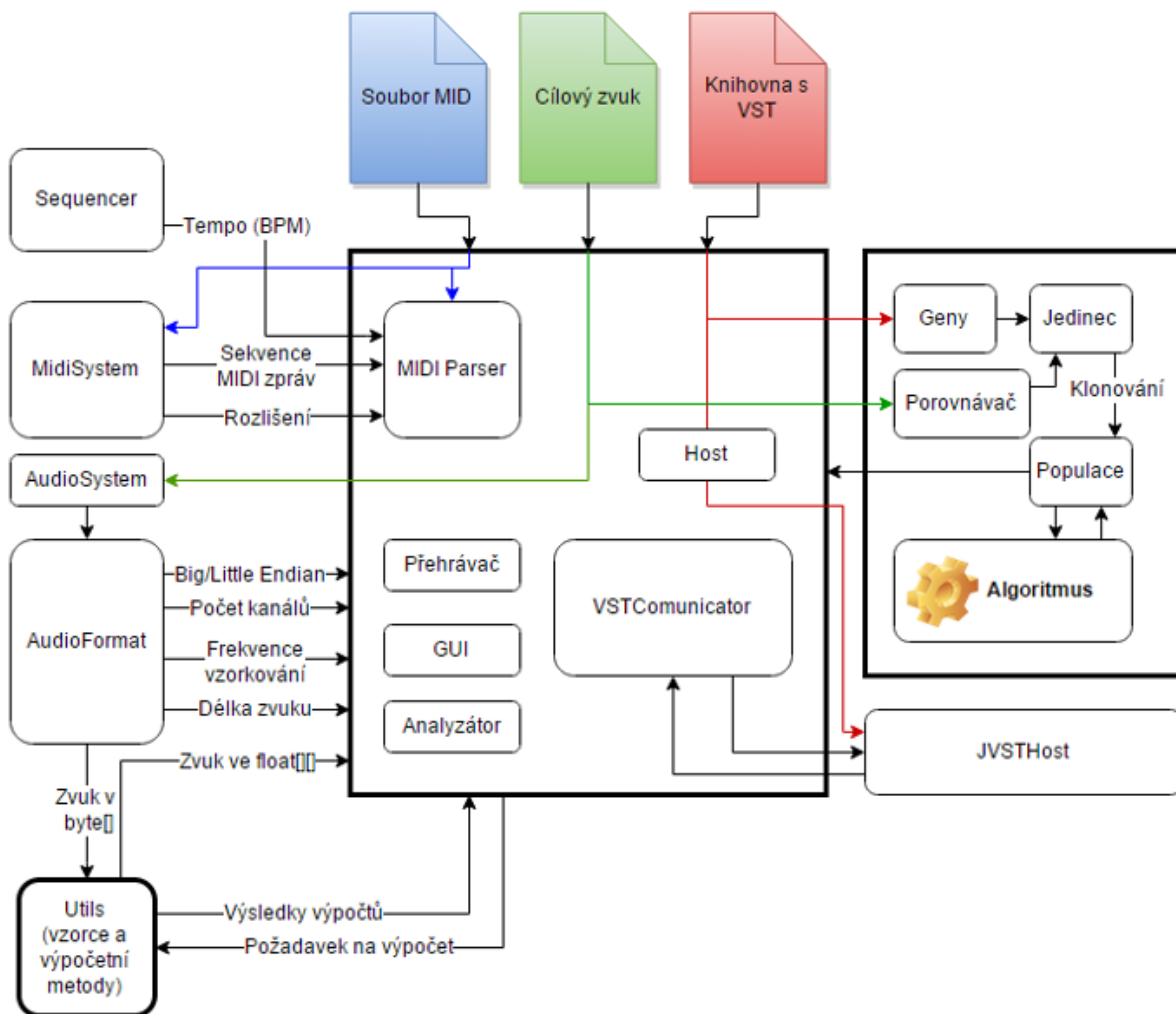 Soubor MID
Cílový zvuk
Knihovna s
VST
Sequencer
Tempo (BPM)
MidiSystem
Sekvence
MIDI zpráv
Rozlišení
MIDI Parser
Geny
Jedinec
Klonování
Porovnávač
Populace
Host
AudioSystem
Algoritmus
AudioFormat
Big/Little Endian
Počet kanálů
Frekvence
vzorkování
Délka zvuku
Přehrávač
GUI
Analyzátor
VSTComunicator
JVSTHost
Zvuk ve float[][]
Zvuk v
byte[]
Utils
(vzorce a
výpočetní
metody)
Výsledky výpočtů
Požadavek na výpočet